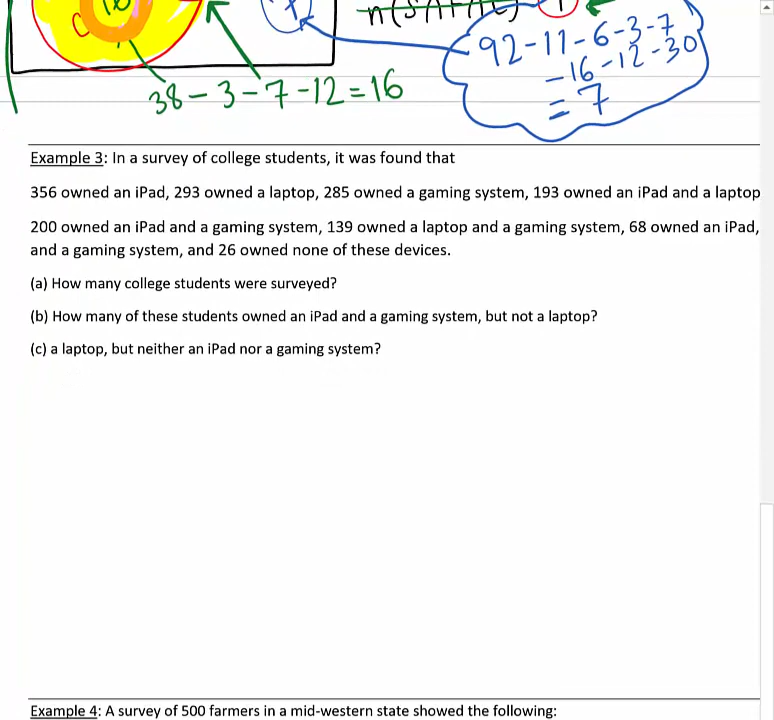 92-11-6-3-7
-16-12-30
= 7
38-3-7-12=16
Example 3: In a survey of college students, it was found that
356 owned an iPad, 293 owned a laptop, 285 owned a gaming system, 193 owned an iPad and a laptop
200 owned an iPad and a gaming system, 139 owned a laptop and a gaming system, 68 owned an iPad,
and a gaming system, and 26 owned none of these devices.
(a) How many college students were surveyed?
(b) How many of these students owned an iPad and a gaming system, but not a laptop?
(c) a laptop, but neither an iPad nor a gaming system?
Example 4: A survey of 500 farmers in a mid-western state showed the following: